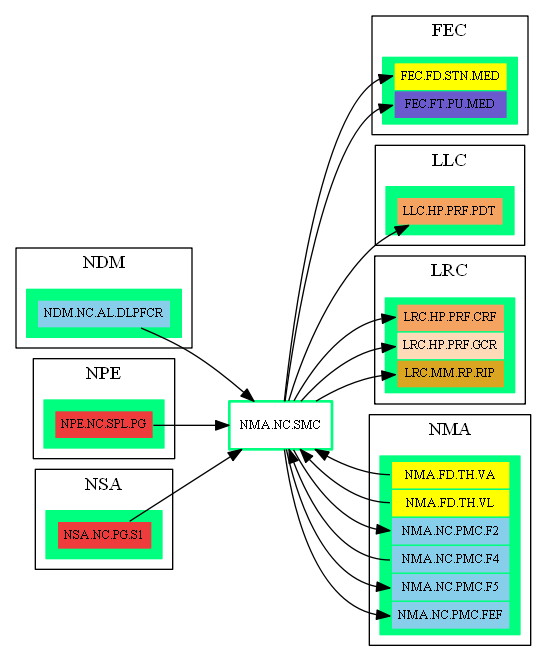 FEC
FEC.FD.STN.MED
FEC.FT.PU.MED
LLC
LLC.HP.PRF.PDT
NDM
NDM.NC.AL.DLPFCR
LRC
LRC.HP.PRF.CRF
LRC.HP.PRF.GCR
LRC.MM.RP.RIP
NPE
NPE.NC.SPL.PG
NMA.NC.SMC
NSA
NSA.NC.PG.S1
NMA
NMA.FD.TH.VA
NMA.FD.TH.VL
NMA.NC.PMC.F2
NMA.NC.PMC.F4
NMA.NC.PMC.F5
NMA.NC.PMC.FEF